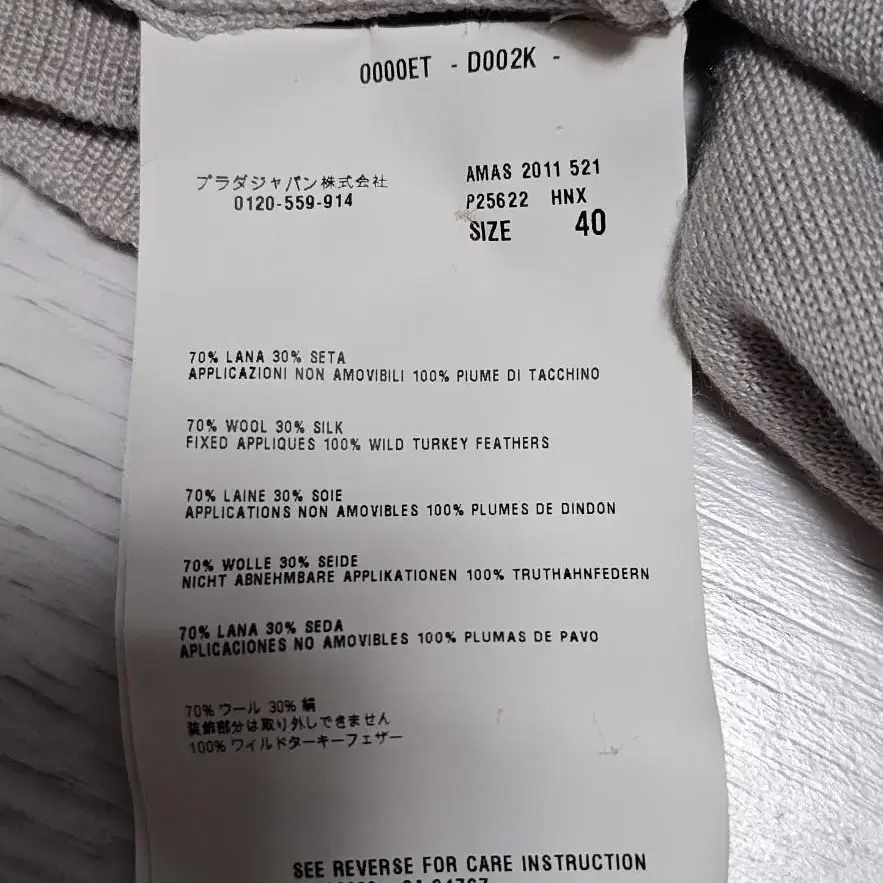 0000ET - D002K -
プラダジャパン株式会社
0120-559-914
AMAS 2011 521
P25622 HNX
SIZE 40
70% LANA 30% SETA
APPLICAZIONI NON AMOVIBILI 100% PIUME DI TACCHINO
70% WOOL 30% SILK
FIXED APPLIQUES 100% WILD TURKEY FEATHERS
70% LAINE 30% SOIE
APPLICATIONS NON AMOVIBLES 100% PLUMES DE DINDON
70% WOLLE 30% SEIDE
NICHT ABNEHMBARE APPLIKATIONEN 100% TRUTHAHNFEDERN
70% LANA 30% SEDA
APLICACIONES NO AMOVIBLES 100% PLUMAS DE PAVO
70% ウール 30% 絹
装飾部分は取り外しできません
100% ワイルドターキーフェザー
SEE REVERSE FOR CARE INSTRUCTION